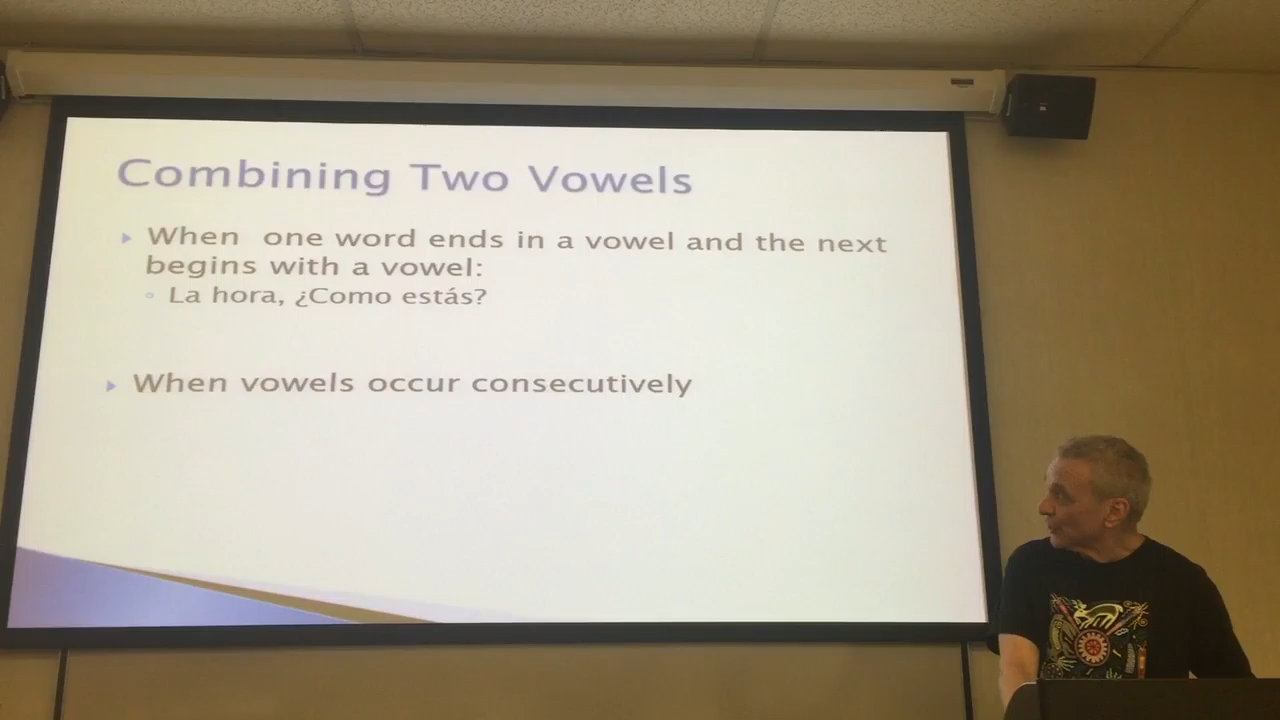 Combining Two Vowels
When one word ends in a vowel and the next
begins with a vowel:
La hora, ¿Como estás?
When vowels occur consecutively